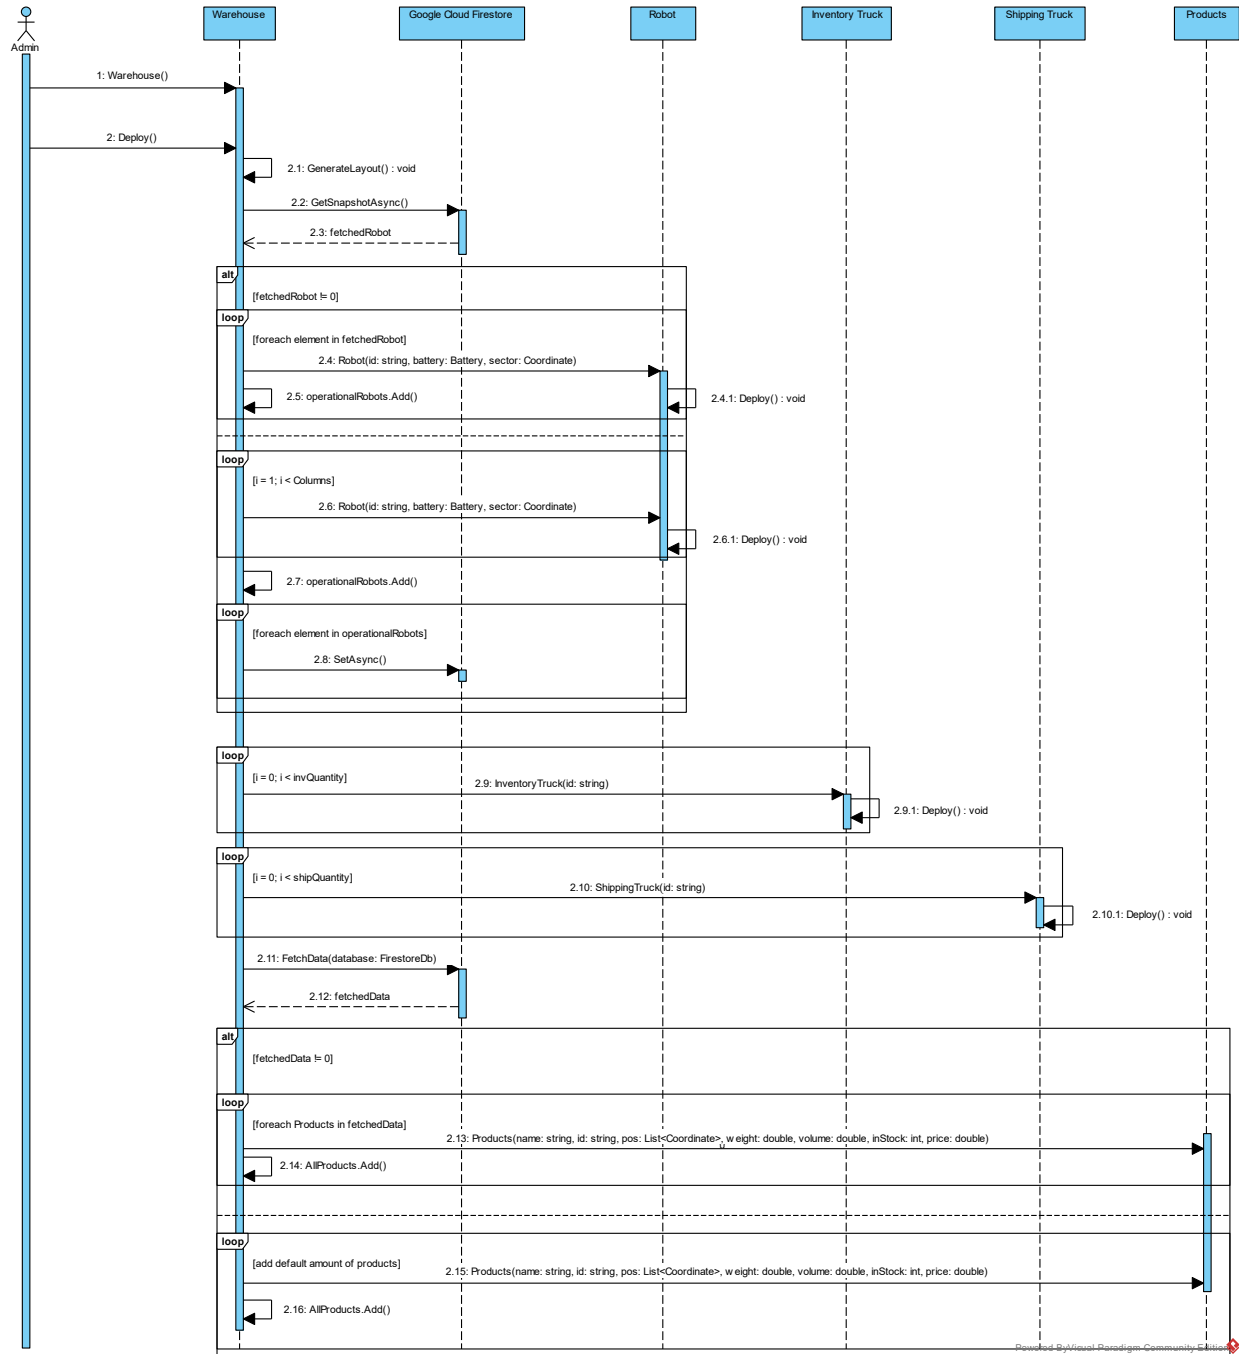 Warehouse
Google Cloud Firestore
Robot
Inventory Truck
Shipping Truck
Products
Admin
1: Warehouse()
2: Deploy()
2.1: GenerateLayout() : void
2.2: GetSnapshotAsync()
2.3: fetchedRobot
alt
[fetchedRobot != 0]
loop
[foreach element in fetchedRobot]
2.4: Robot(id: string, battery: Battery, sector: Coordinate)
2.5: operationalRobots.Add()
2.4.1: Deploy() : void
loop
[i = 1; i < Columns]
2.6: Robot(id: string, battery: Battery, sector: Coordinate)
2.6.1: Deploy() : void
2.7: operationalRobots.Add()
loop
[foreach element in operationalRobots]
2.8: SetAsync()
loop
[i = 0; i < invQuantity]
2.9: InventoryTruck(id: string)
2.9.1: Deploy() : void
loop
[i = 0; i < shipQuantity]
2.10: ShippingTruck(id: string)
2.10.1: Deploy() : void
2.11: FetchData(database: FirestoreDb)
2.12: fetchedData
alt
[fetchedData != 0]
loop
[foreach Products in fetchedData]
2.13: Products(name: string, id: string, pos: List<Coordinate>, weight: double, volume: double, inStock: int, price: double)
2.14: AllProducts.Add()
loop
[add default amount of products]
2.15: Products(name: string, id: string, pos: List<Coordinate>, weight: double, volume: double, inStock: int, price: double)
2.16: AllProducts.Add()
Powered ByVisual Paradigm Community Edition